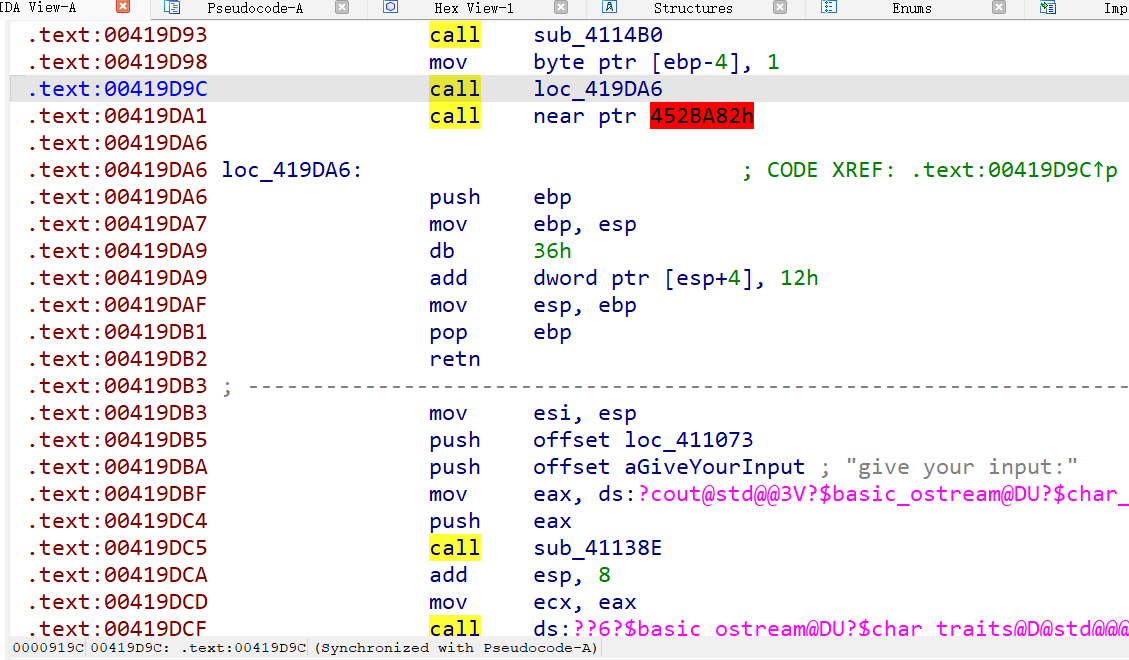 IDA View-A Pseudocode-A Hex View-1 A Structures Enums Imp
.text:00419D93 call sub_4114B0
.text:00419D98 mov byte ptr [ebp-4], 1
.text:00419D9C call loc_419DA6
.text:00419DA1 call near ptr 452BA82h
.text:00419DA6
.text:00419DA6 loc_419DA6: ; CODE XREF: .text:00419D9C↑p
.text:00419DA6 push ebp
.text:00419DA7 mov ebp, esp
.text:00419DA9 db 36h
.text:00419DA9 add dword ptr [esp+4], 12h
.text:00419DAF mov esp, ebp
.text:00419DB1 pop ebp
.text:00419DB2 retn
.text:00419DB3 ; ---------------------------------------------------------------
.text:00419DB3 mov esi, esp
.text:00419DB5 push offset loc_411073
.text:00419DBA push offset aGiveYourInput ; "give your input:"
.text:00419DBF mov eax, ds:?cout@std@@3V?$basic_ostream@DU?$char_
.text:00419DC4 push eax
.text:00419DC5 call sub_41138E
.text:00419DCA add esp, 8
.text:00419DCD mov ecx, eax
.text:00419DCF call ds:??6?$basic_ostream@DU?$char_traits@D@std@@@
0000919C 00419D9C: .text:00419D9C (Synchronized with Pseudocode-A)